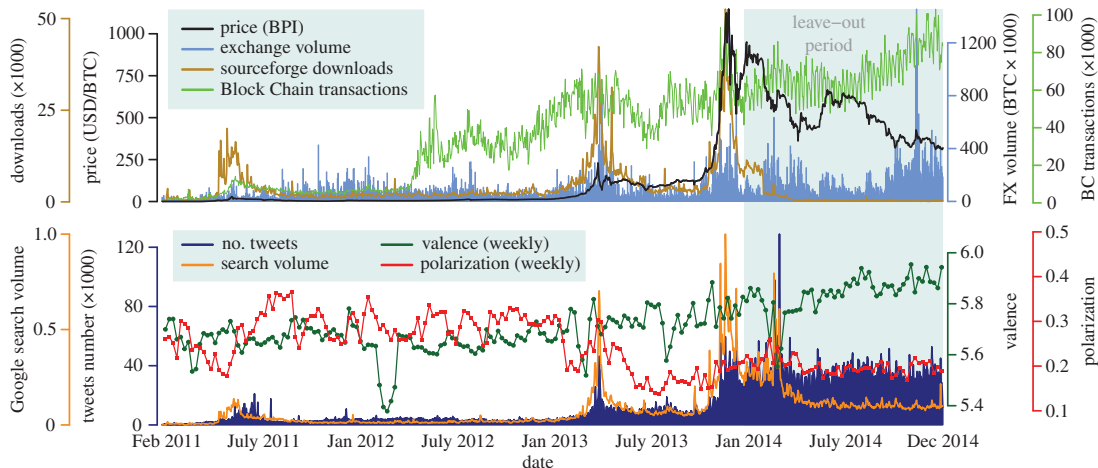 downloads (×1000)
50
25
0
price (USD/BTC)
1000
750
500
250
0
price (BPI)
exchange volume
sourceforge downloads
Block Chain transactions
leave−out
period
1200
800
400
0
FX volume (BTC × 1000)
100
80
60
40
20
0
BC transactions (×1000)
Google search volume
1.0
0.5
0
tweets number (×1000)
120
80
40
0
no. tweets
search volume
valence (weekly)
polarization (weekly)
6.0
5.8
5.6
5.4
valence
0.5
0.4
0.3
0.2
0.1
polarization
Feb 2011
July 2011
Jan 2012
July 2012
Jan 2013
July 2013
Jan 2014
July 2014
Dec 2014
date